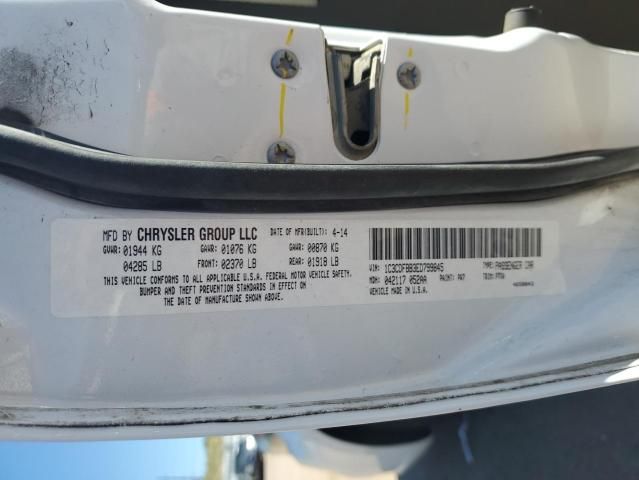 MFD BY CHRYSLER GROUP LLC DATE OF MFR(BUILT): 4-14
GVWR: 01944 KG GAWR: 01076 KG GAWR: 00870 KG
04285 LB FRONT: 02370 LB REAR: 01918 LB
THIS VEHICLE CONFORMS TO ALL APPLICABLE U.S.A. FEDERAL MOTOR VEHICLE SAFETY,
BUMPER AND THEFT PREVENTION STANDARDS IN EFFECT ON
THE DATE OF MANUFACTURE SHOWN ABOVE.
VIN: 1C3CDFBB3ED799845 TYPE: PASSENGER CAR
MDH: 042117 052AA PAINT: PW7 TRIM:
VEHICLE MADE IN U.S.A.